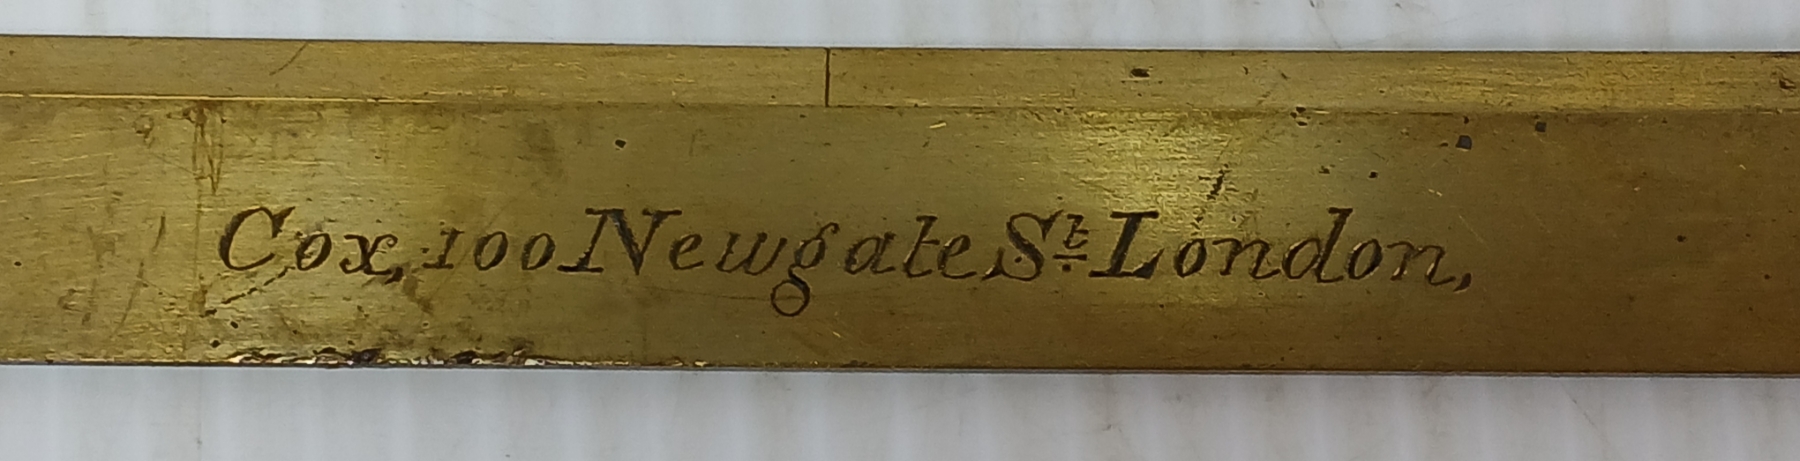 Cox, 100 Newgate St. London,